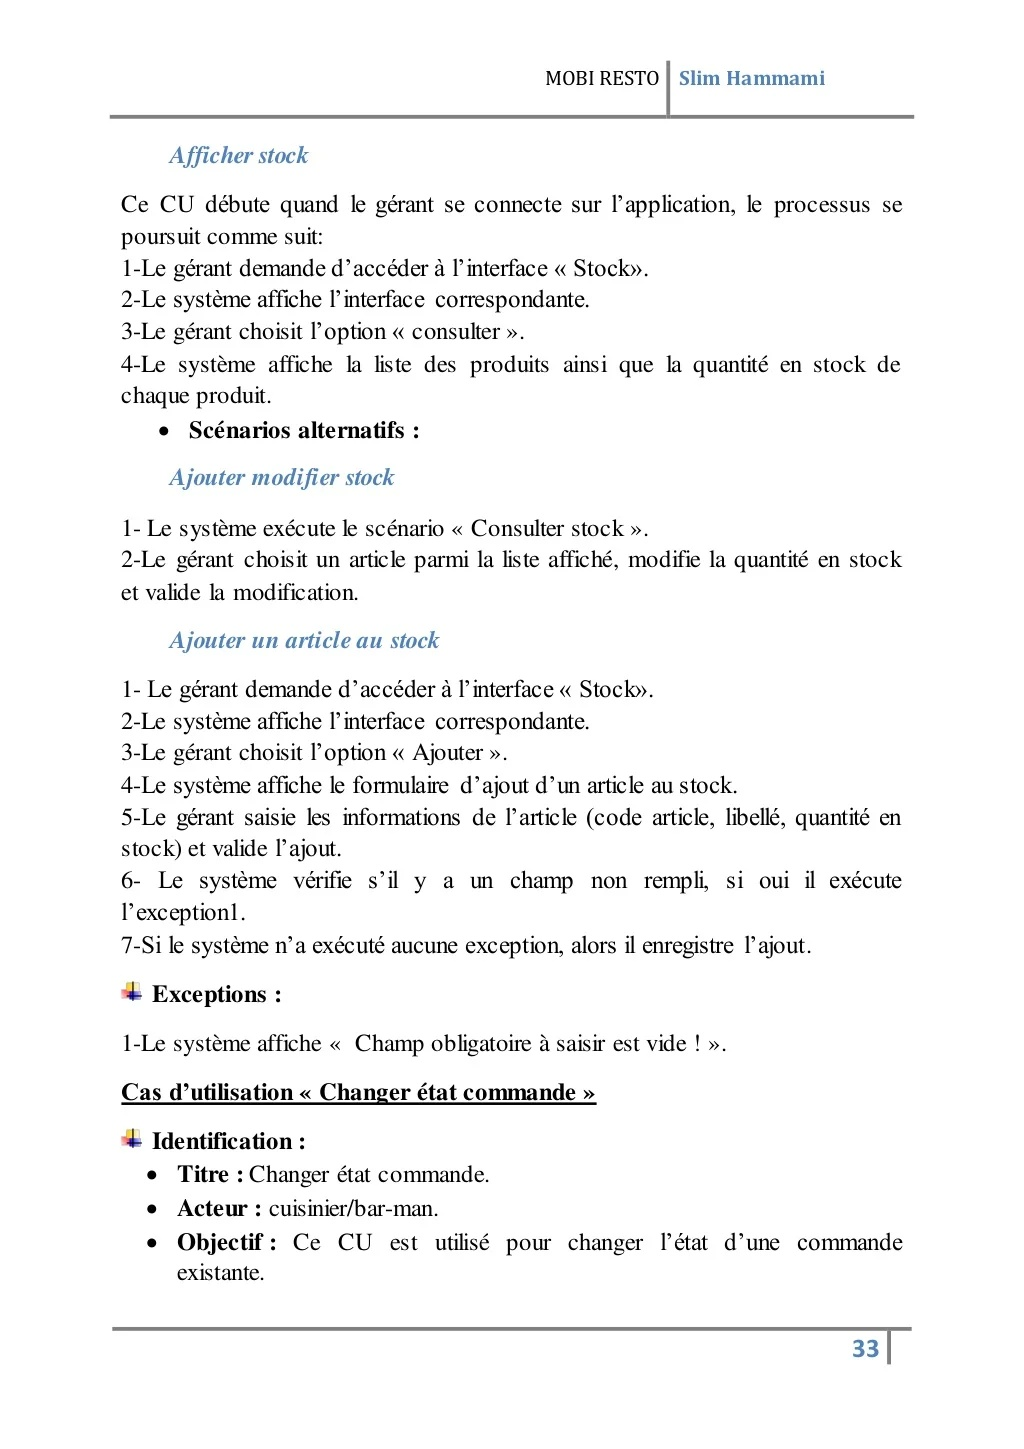 MOBI RESTO Slim Hammami
Afficher stock
Ce CU débute quand le gérant se connecte sur l’application, le processus se
poursuit comme suit:
1-Le gérant demande d’accéder à l’interface « Stock».
2-Le système affiche l’interface correspondante.
3-Le gérant choisit l’option « consulter ».
4-Le système affiche la liste des produits ainsi que la quantité en stock de
chaque produit.
• Scénarios alternatifs :
Ajouter modifier stock
1- Le système exécute le scénario « Consulter stock ».
2-Le gérant choisit un article parmi la liste affiché, modifie la quantité en stock
et valide la modification.
Ajouter un article au stock
1- Le gérant demande d’accéder à l’interface « Stock».
2-Le système affiche l’interface correspondante.
3-Le gérant choisit l’option « Ajouter ».
4-Le système affiche le formulaire d’ajout d’un article au stock.
5-Le gérant saisie les informations de l’article (code article, libellé, quantité en
stock) et valide l’ajout.
6- Le système vérifie s’il y a un champ non rempli, si oui il exécute
l’exception1.
7-Si le système n’a exécuté aucune exception, alors il enregistre l’ajout.
Exceptions :
1-Le système affiche « Champ obligatoire à saisir est vide ! ».
Cas d’utilisation « Changer état commande »
Identification :
• Titre : Changer état commande.
• Acteur : cuisinier/bar-man.
• Objectif : Ce CU est utilisé pour changer l’état d’une commande
existante.
33